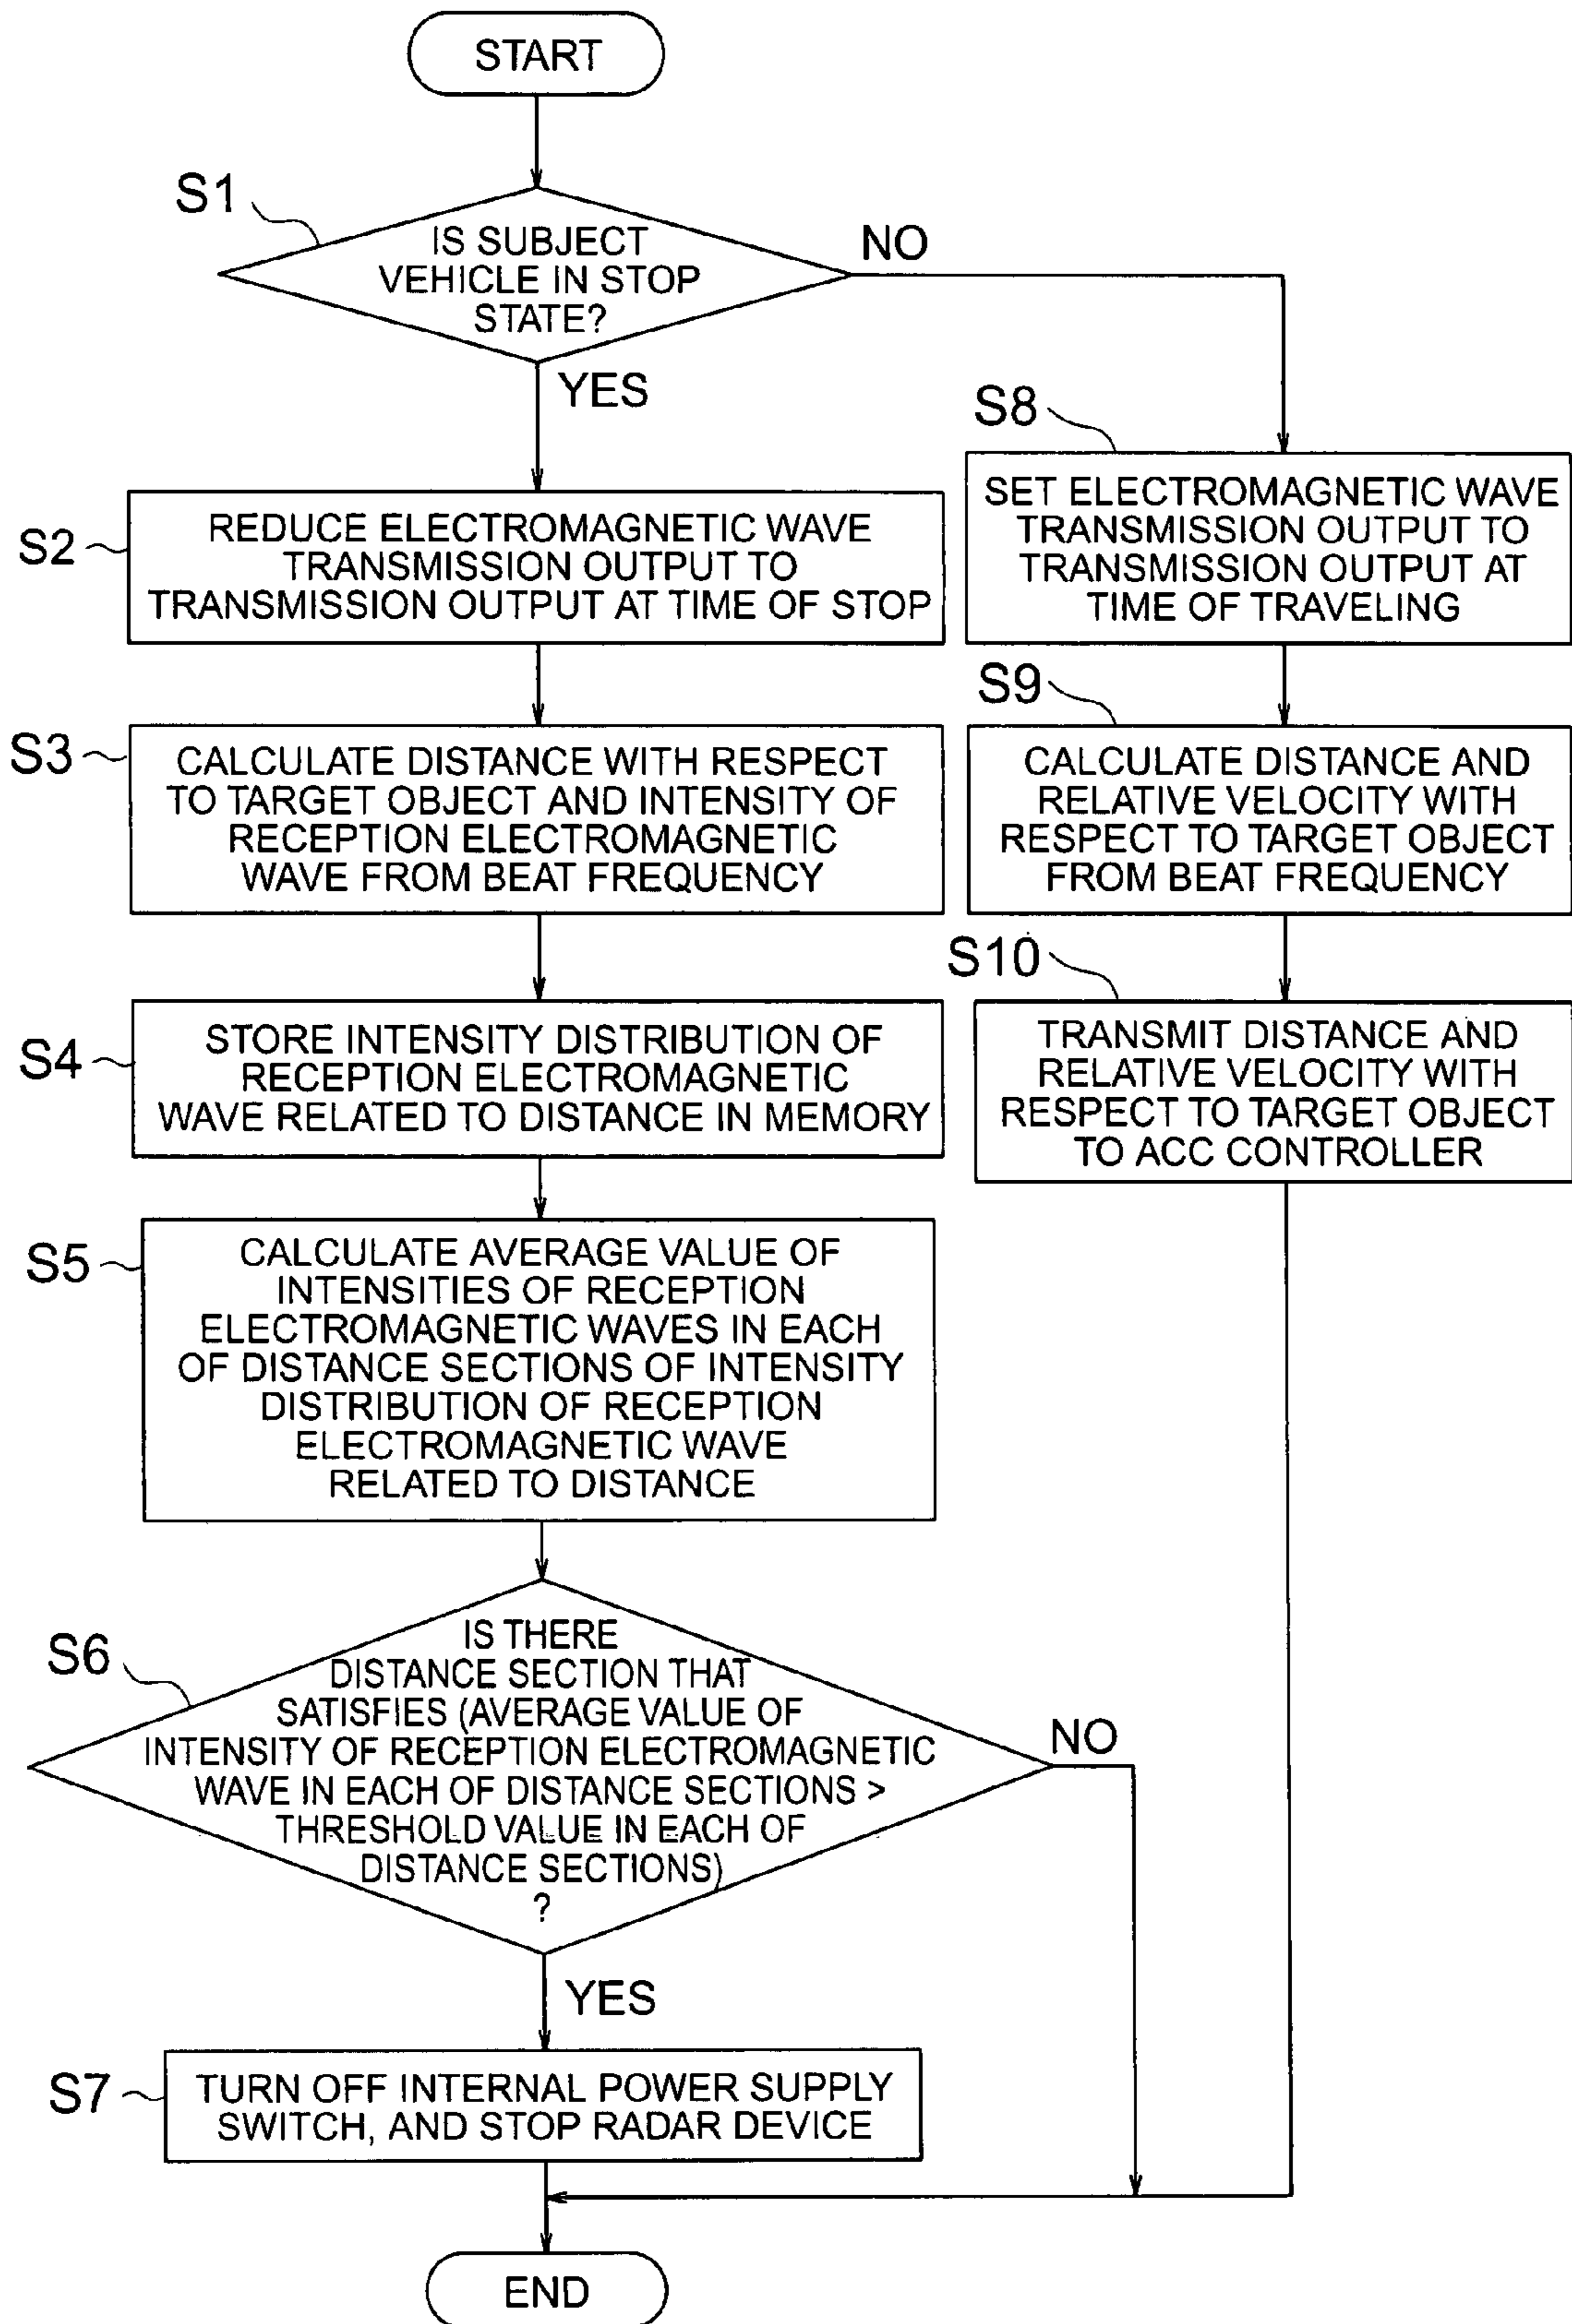 START
S1
IS SUBJECT
VEHICLE IN STOP
STATE?
NO
YES
S2
REDUCE ELECTROMAGNETIC WAVE
TRANSMISSION OUTPUT TO
TRANSMISSION OUTPUT AT TIME OF STOP
S3
CALCULATE DISTANCE WITH RESPECT
TO TARGET OBJECT AND INTENSITY OF
RECEPTION ELECTROMAGNETIC
WAVE FROM BEAT FREQUENCY
S4
STORE INTENSITY DISTRIBUTION OF
RECEPTION ELECTROMAGNETIC
WAVE RELATED TO DISTANCE IN MEMORY
S5
CALCULATE AVERAGE VALUE OF
INTENSITIES OF RECEPTION
ELECTROMAGNETIC WAVES IN EACH
OF DISTANCE SECTIONS OF INTENSITY
DISTRIBUTION OF RECEPTION
ELECTROMAGNETIC WAVE
RELATED TO DISTANCE
S6
IS THERE
DISTANCE SECTION THAT
SATISFIES (AVERAGE VALUE OF
INTENSITY OF RECEPTION ELECTROMAGNETIC
WAVE IN EACH OF DISTANCE SECTIONS >
THRESHOLD VALUE IN EACH OF
DISTANCE SECTIONS)
?
NO
YES
S7
TURN OFF INTERNAL POWER SUPPLY
SWITCH, AND STOP RADAR DEVICE
S8
SET ELECTROMAGNETIC WAVE
TRANSMISSION OUTPUT TO
TRANSMISSION OUTPUT AT
TIME OF TRAVELING
S9
CALCULATE DISTANCE AND
RELATIVE VELOCITY WITH
RESPECT TO TARGET OBJECT
FROM BEAT FREQUENCY
S10
TRANSMIT DISTANCE AND
RELATIVE VELOCITY WITH
RESPECT TO TARGET OBJECT
TO ACC CONTROLLER
END